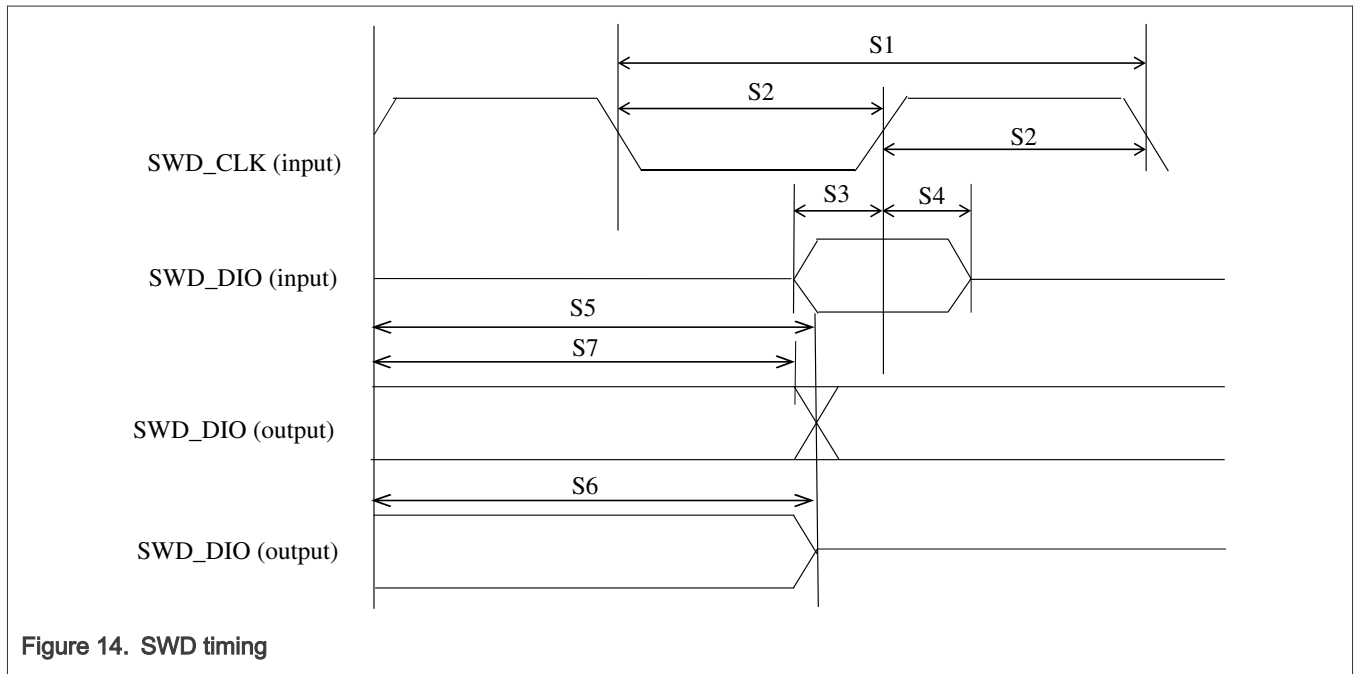 S1
S2
S2
SWD_CLK (input)
S3
S4
SWD_DIO (input)
S5
S7
SWD_DIO (output)
S6
SWD_DIO (output)
Figure 14. SWD timing